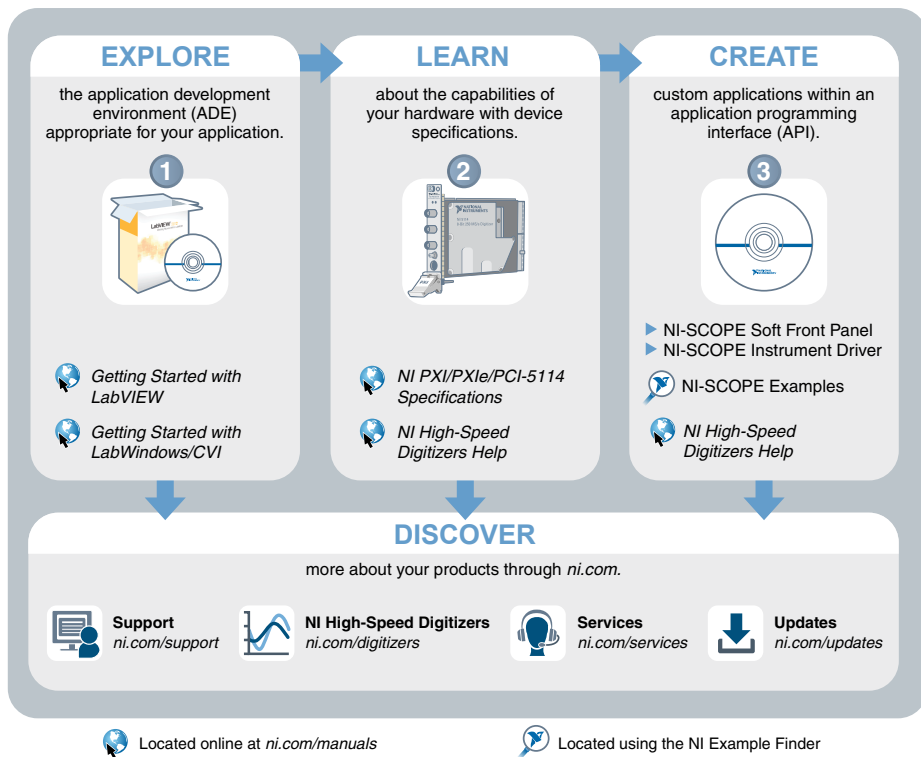 EXPLORE
the application development
environment (ADE)
appropriate for your application.
1
LabVIEW
Getting Started with
LabVIEW
Getting Started with
LabWindows/CVI
LEARN
about the capabilities of
your hardware with device
specifications.
2
NATIONAL
INSTRUMENTS
NI PXI/PXIe/PCI-5114
Specifications
NI High-Speed
Digitizers Help
CREATE
custom applications within an
application programming
interface (API).
3
NI-SCOPE Soft Front Panel
NI-SCOPE Instrument Driver
NI-SCOPE Examples
NI High-Speed
Digitizers Help
DISCOVER
more about your products through ni.com.
Support
ni.com/support
NI High-Speed Digitizers
ni.com/digitizers
Services
ni.com/services
Updates
ni.com/updates
Located online at ni.com/manuals
Located using the NI Example Finder